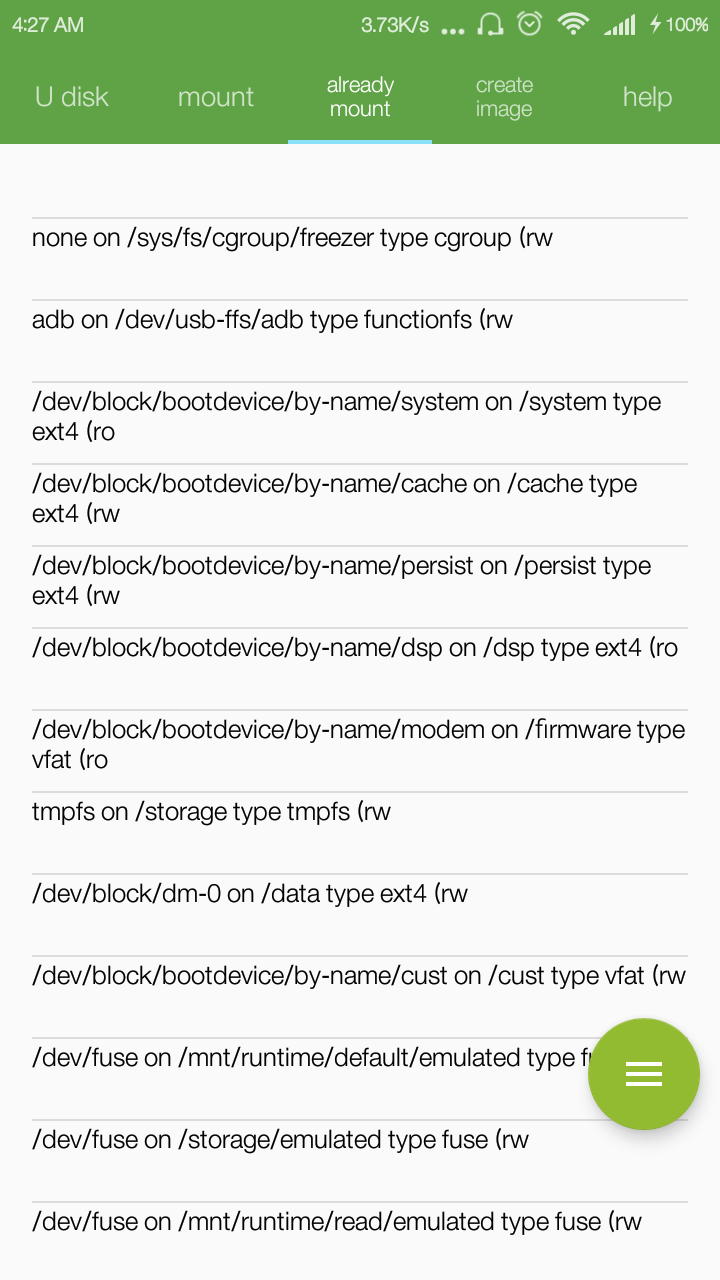 4:27 AM 3.73K/s ... 100%
U disk mount already mount create image help
none on /sys/fs/cgroup/freezer type cgroup (rw
adb on /dev/usb-ffs/adb type functionfs (rw
/dev/block/bootdevice/by-name/system on /system type
ext4 (ro
/dev/block/bootdevice/by-name/cache on /cache type
ext4 (rw
/dev/block/bootdevice/by-name/persist on /persist type
ext4 (rw
/dev/block/bootdevice/by-name/dsp on /dsp type ext4 (ro
/dev/block/bootdevice/by-name/modem on /firmware type
vfat (ro
tmpfs on /storage type tmpfs (rw
/dev/block/dm-0 on /data type ext4 (rw
/dev/block/bootdevice/by-name/cust on /cust type vfat (rw
/dev/fuse on /mnt/runtime/default/emulated type
/dev/fuse on /storage/emulated type fuse (rw
/dev/fuse on /mnt/runtime/read/emulated type fuse (rw